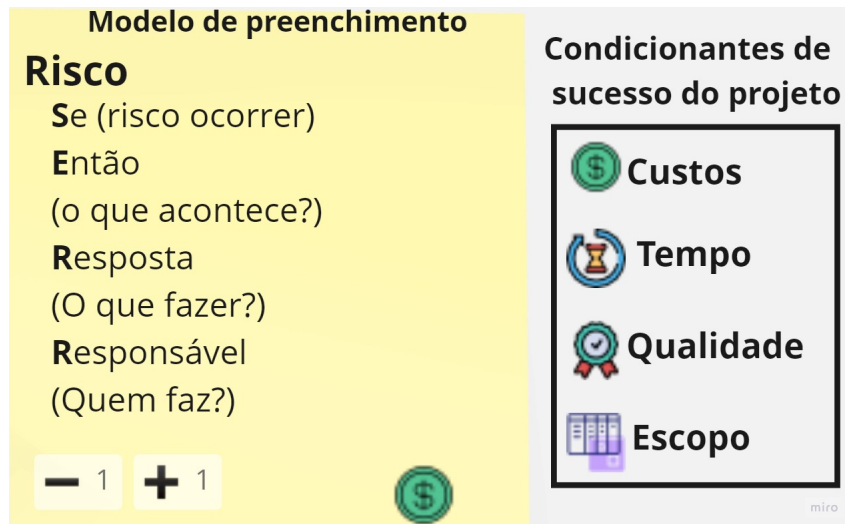 Modelo de preenchimento
Risco
Se (risco ocorrer)
Então
(o que acontece?)
Resposta
(O que fazer?)
Responsável
(Quem faz?)
− 1 + 1
$
Condicionantes de
sucesso do projeto
$ Custos
Tempo
Qualidade
Escopo
miro